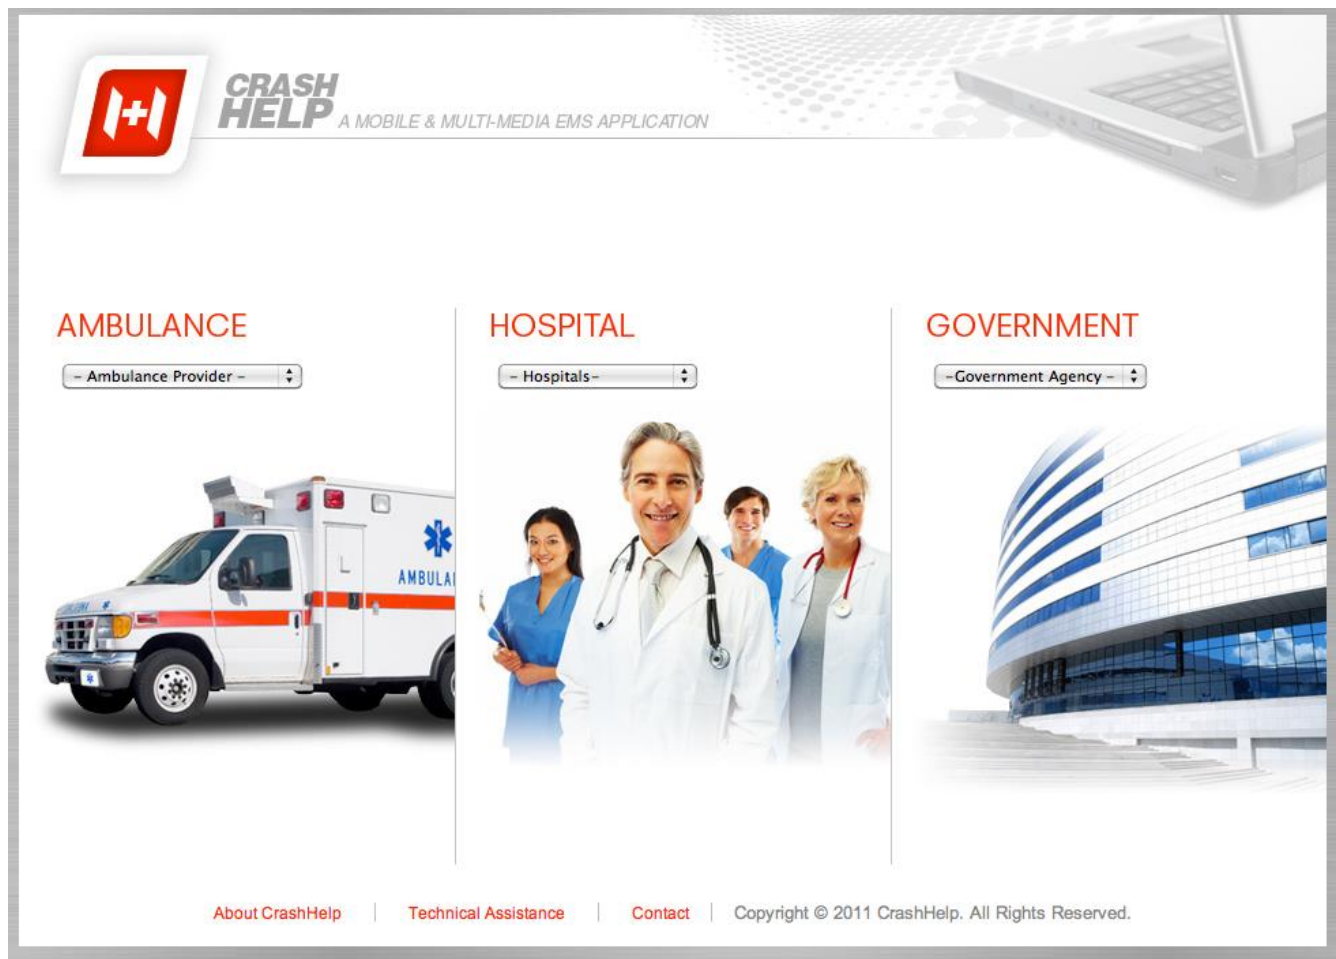 CRASH
HELP
A MOBILE & MULTI-MEDIA EMS APPLICATION
AMBULANCE
- Ambulance Provider -
HOSPITAL
- Hospitals-
GOVERNMENT
-Government Agency -
AMBULA
About CrashHelp
Technical Assistance
Contact
Copyright © 2011 CrashHelp. All Rights Reserved.